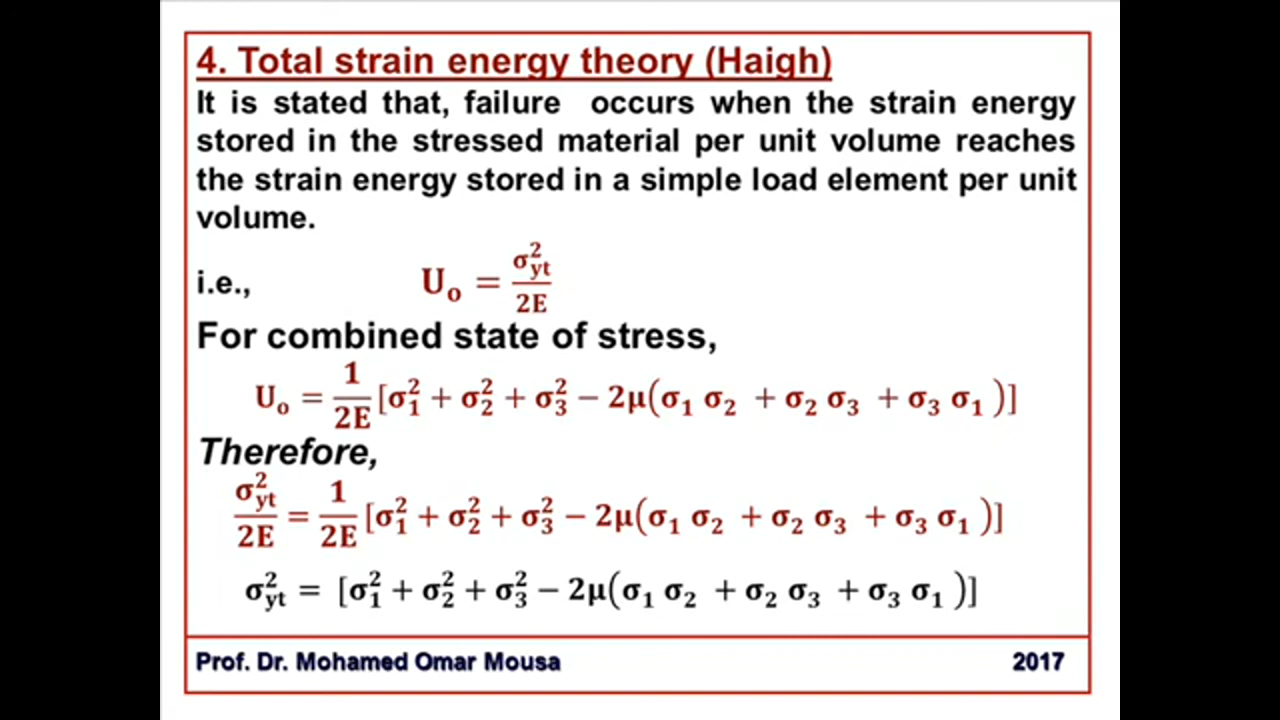 4. Total strain energy theory (Haigh)
It is stated that, failure occurs when the strain energy
stored in the stressed material per unit volume reaches
the strain energy stored in a simple load element per unit
volume.
i.e., U₀ = σ²yt / 2E
For combined state of stress,
U₀ = 1/2E [σ₁² + σ₂² + σ₃² − 2μ(σ₁ σ₂ + σ₂ σ₃ + σ₃ σ₁ )]
Therefore,
σ²yt / 2E = 1/2E [σ₁² + σ₂² + σ₃² − 2μ(σ₁ σ₂ + σ₂ σ₃ + σ₃ σ₁ )]
σ²yt = [σ₁² + σ₂² + σ₃² − 2μ(σ₁ σ₂ + σ₂ σ₃ + σ₃ σ₁ )]
Prof. Dr. Mohamed Omar Mousa 2017